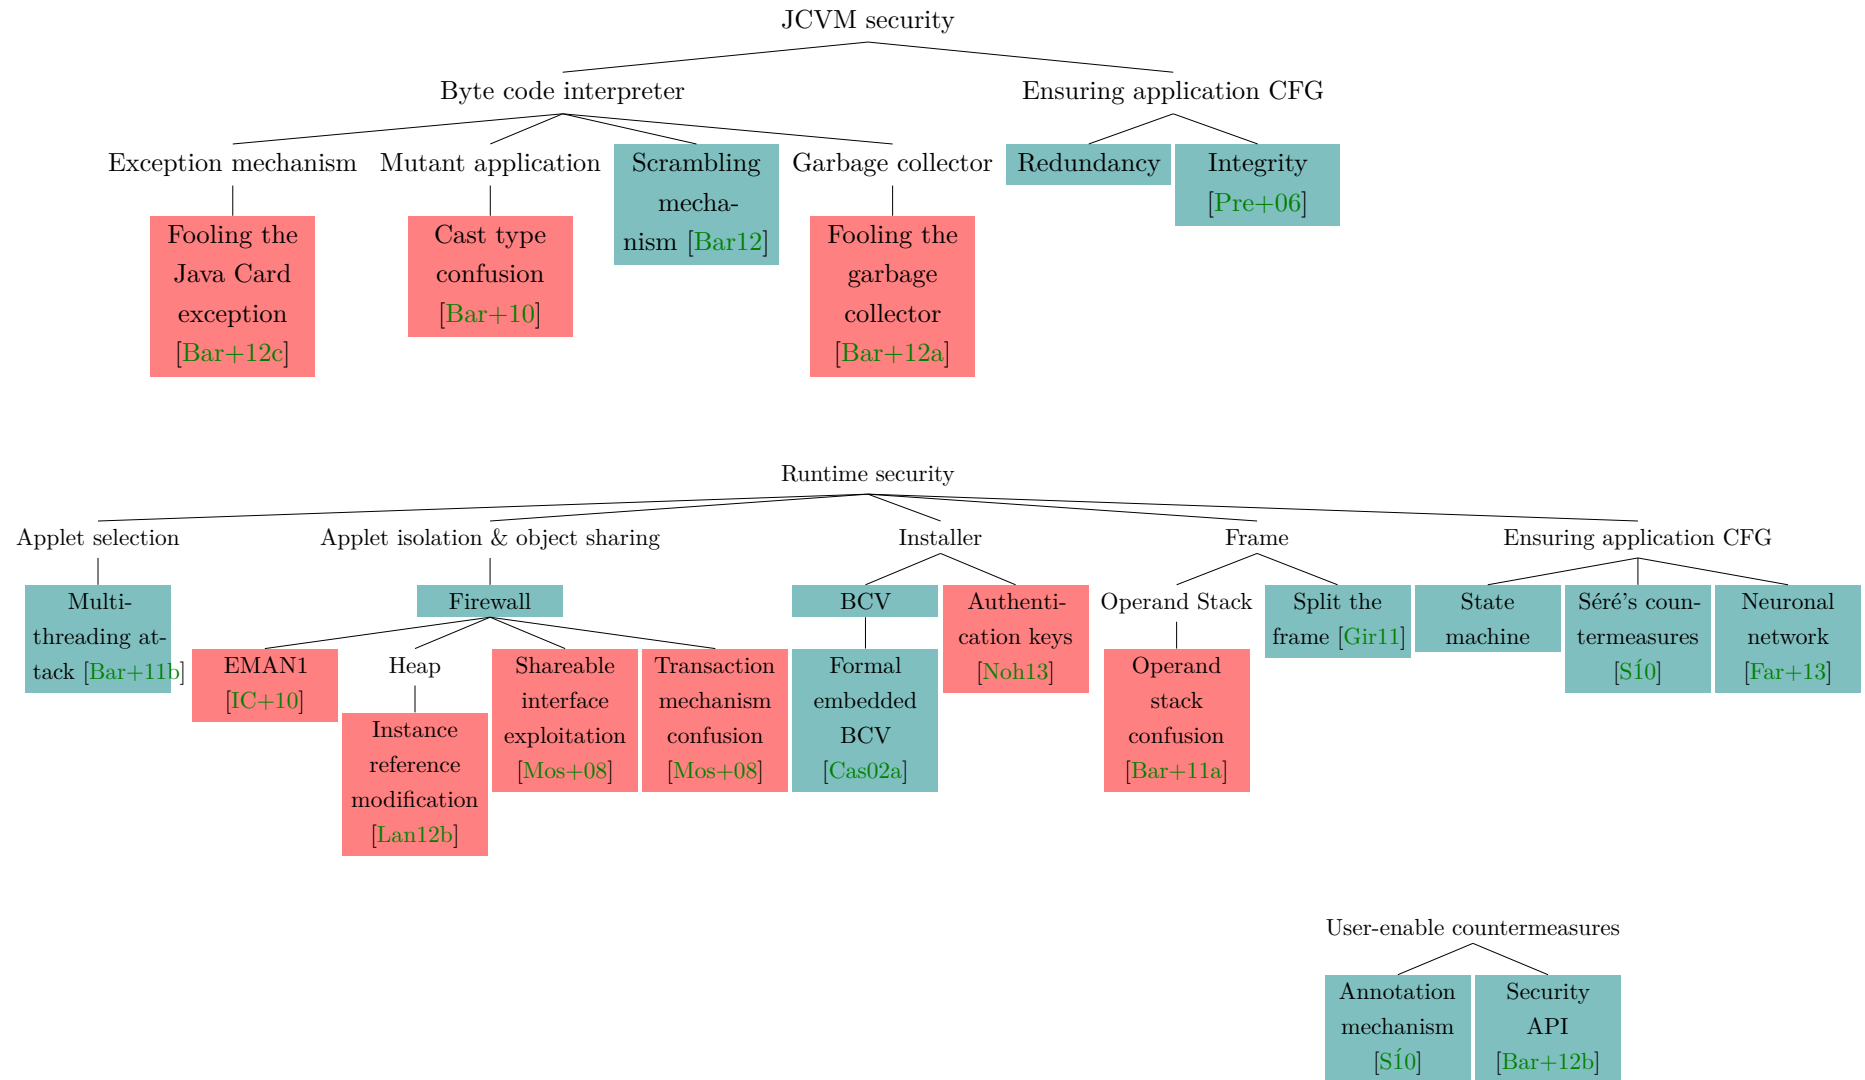 JCVM security
Byte code interpreter
Ensuring application CFG
Exception mechanism
Mutant application
Scrambling
mecha-
nism [Bar12]
Garbage collector
Redundancy
Integrity
[Pre+06]
Fooling the
Java Card
exception
[Bar+12c]
Cast type
confusion
[Bar+10]
Fooling the
garbage
collector
[Bar+12a]
Runtime security
Applet selection
Applet isolation & object sharing
Installer
Frame
Ensuring application CFG
Multi-
threading at-
tack [Bar+11b]
Firewall
BCV
Authenti-
cation keys
[Noh13]
Operand Stack
Split the
frame [Gir11]
State
machine
Séré's coun-
termeasures
[SÍ0]
Neuronal
network
[Far+13]
EMAN1
[IC+10]
Heap
Shareable
interface
exploitation
[Mos+08]
Transaction
mechanism
confusion
[Mos+08]
Formal
embedded
BCV
[Cas02a]
Operand
stack
confusion
[Bar+11a]
Instance
reference
modification
[Lan12b]
User-enable countermeasures
Annotation
mechanism
[SÍ0]
Security
API
[Bar+12b]